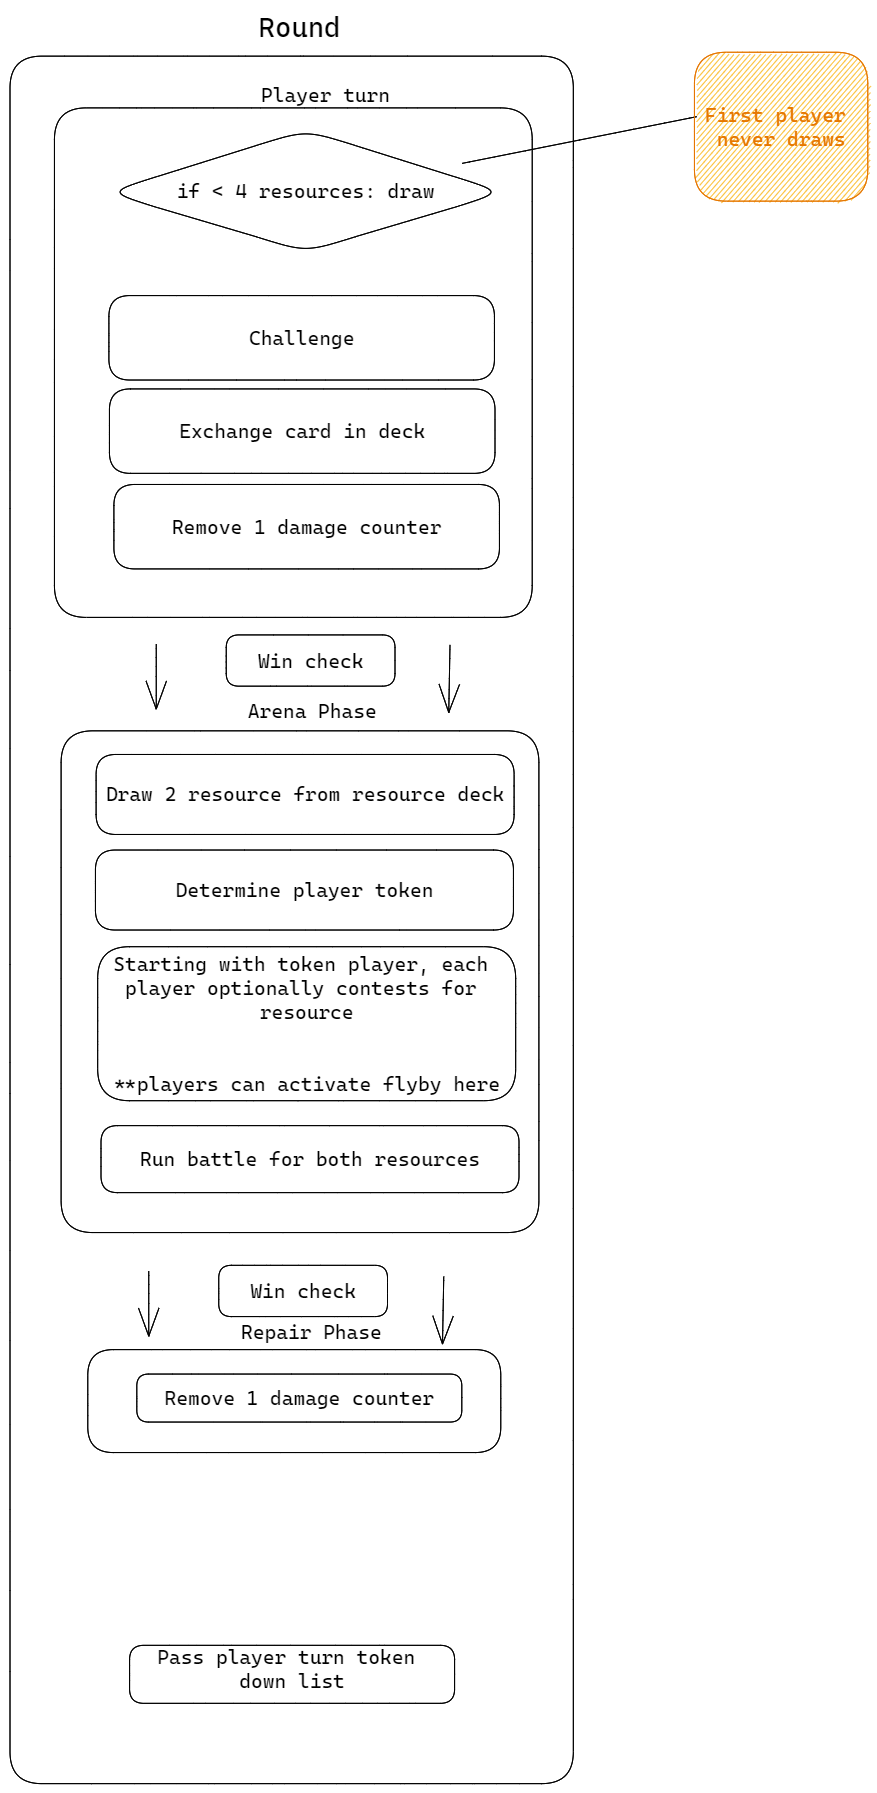 Round
Player turn
First player
never draws
if < 4 resources: draw
Challenge
Exchange card in deck
Remove 1 damage counter
Win check
Arena Phase
Draw 2 resource from resource deck
Determine player token
Starting with token player, each
player optionally contests for
resource
**players can activate flyby here
Run battle for both resources
Win check
Repair Phase
Remove 1 damage counter
Pass player turn token
down list